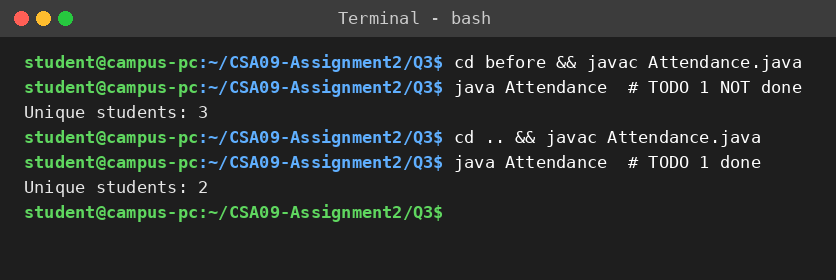 Terminal - bash
student@campus-pc:~/CSA09-Assignment2/Q3$ cd before && javac Attendance.java
student@campus-pc:~/CSA09-Assignment2/Q3$ java Attendance  # TODO 1 NOT done
Unique students: 3
student@campus-pc:~/CSA09-Assignment2/Q3$ cd .. && javac Attendance.java
student@campus-pc:~/CSA09-Assignment2/Q3$ java Attendance  # TODO 1 done
Unique students: 2
student@campus-pc:~/CSA09-Assignment2/Q3$